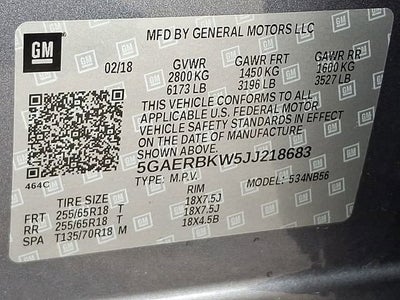 GM
MFD BY GENERAL MOTORS LLC
02/18 GVWR GAWR FRT GAWR RR
2800 KG 1450 KG 1600 KG
6173 LB 3196 LB 3527 LB
THIS VEHICLE CONFORMS TO ALL
APPLICABLE U.S. FEDERAL MOTOR
VEHICLE SAFETY STANDARDS IN EFFECT
ON THE DATE OF MANUFACTURE
SHOWN ABOVE.
5GAERBKW5JJ218683
464C
TYPE: M.P.V. MODEL: 534NB56
TIRE SIZE RIM
FRT 255/65R18 T 18X7.5J
RR 255/65R18 T 18X7.5J
SPA T135/70R18 M 18X4.5B